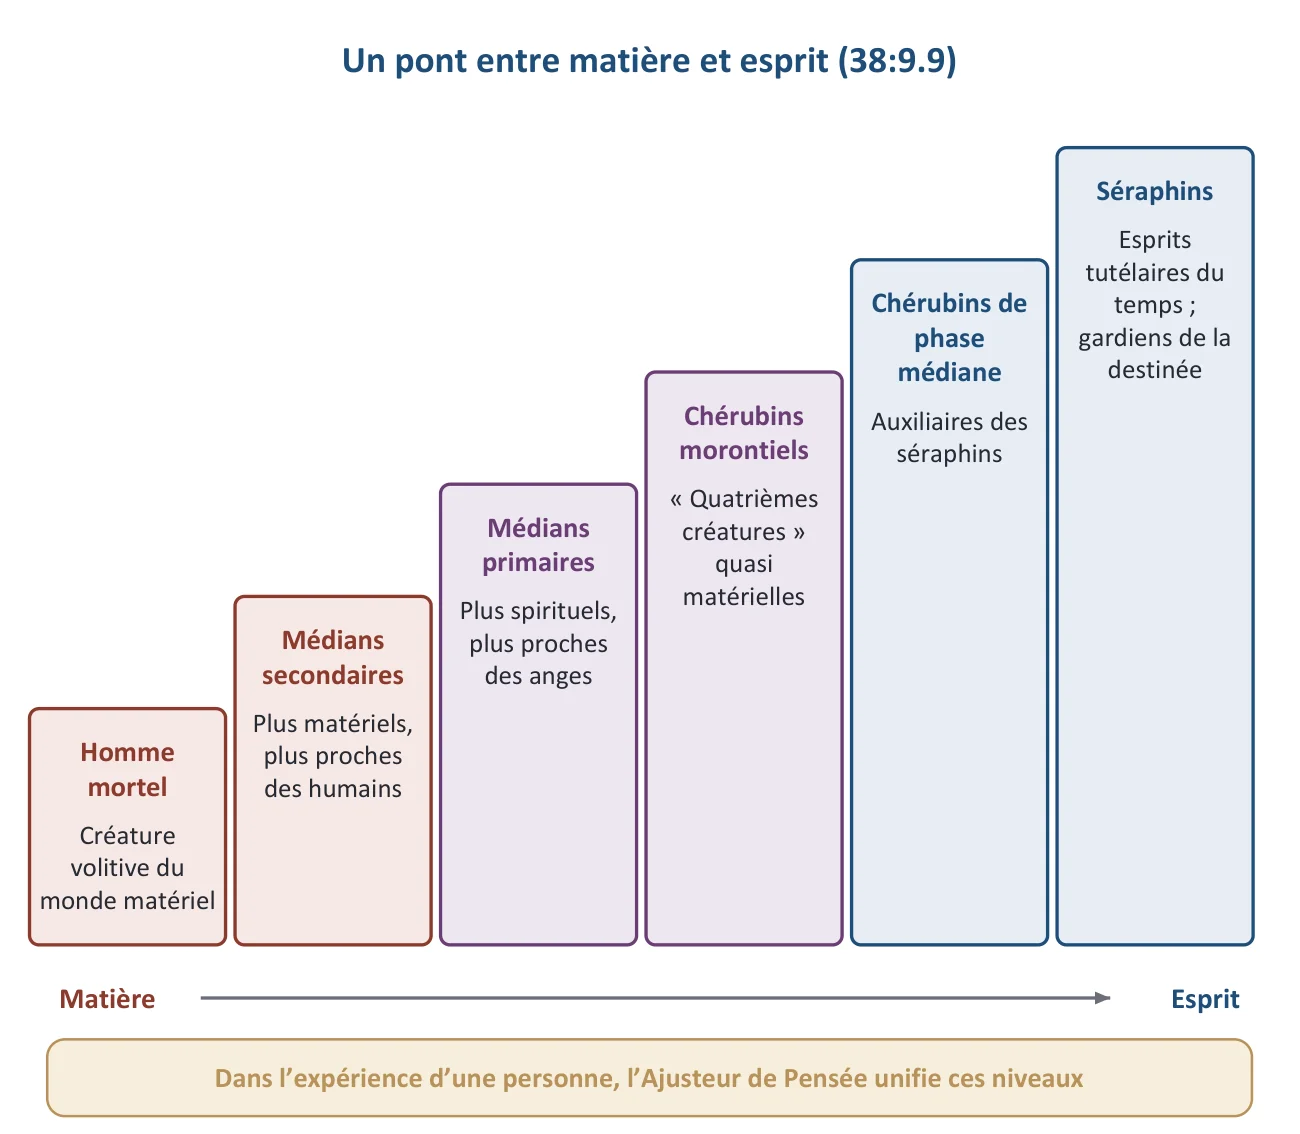 Un pont entre matière et esprit (38:9.9)
Homme
mortel
Créature
volitive du
monde matériel
Médians
secondaires
Plus matériels,
plus proches
des humains
Médians
primaires
Plus spirituels,
plus proches
des anges
Chérubins
morontiels
« Quatrièmes
créatures »
quasi
matérielles
Chérubins de
phase
médiane
Auxiliaires des
séraphins
Séraphins
Esprits
tutélaires du
temps ;
gardiens de la
destinée
Matière
Esprit
Dans l’expérience d’une personne, l’Ajusteur de Pensée unifie ces niveaux